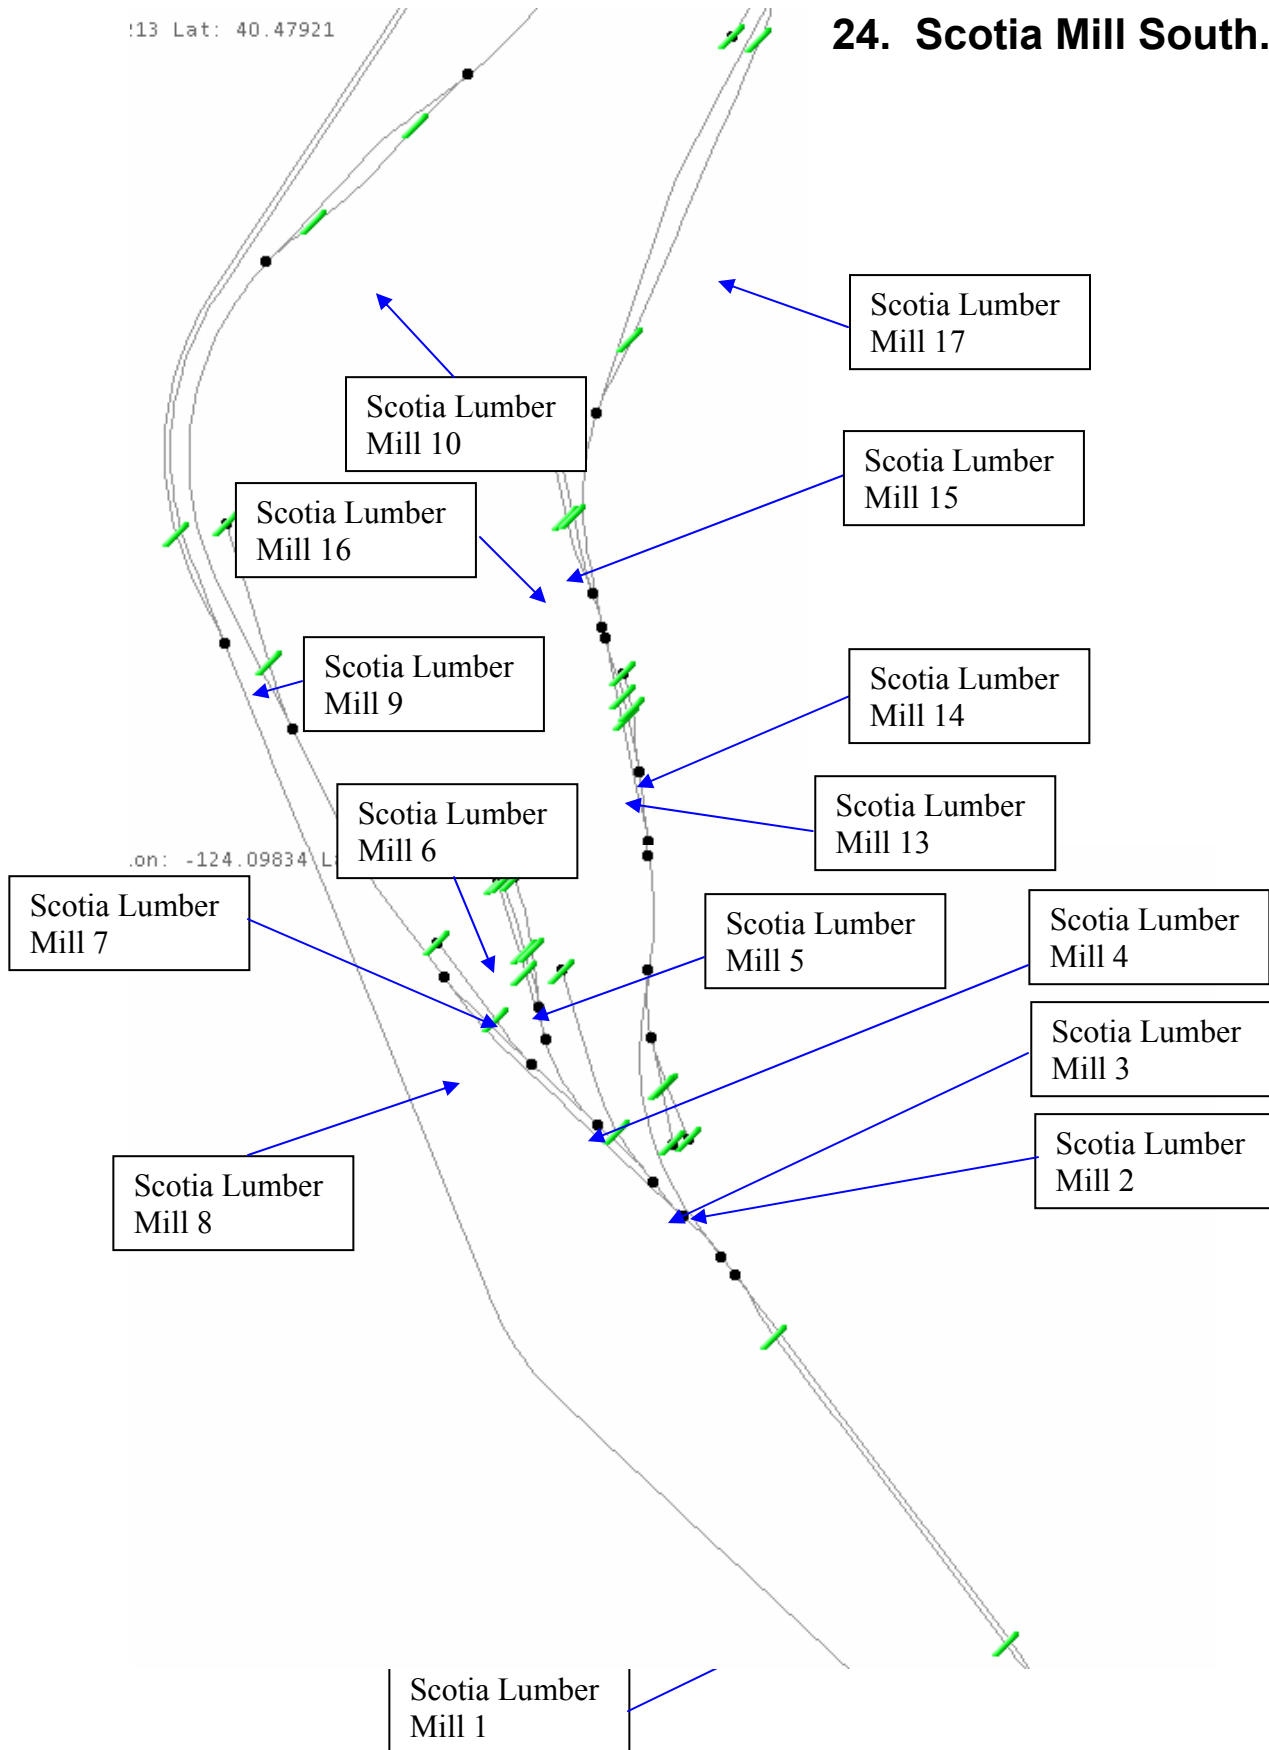 :13 Lat: 40.47921
24. Scotia Mill South.
Scotia Lumber
Mill 17
Scotia Lumber
Mill 10
Scotia Lumber
Mill 15
Scotia Lumber
Mill 16
Scotia Lumber
Mill 9
Scotia Lumber
Mill 14
Scotia Lumber
Mill 13
Scotia Lumber
Mill 6
.on: -124.09834 L
Scotia Lumber
Mill 7
Scotia Lumber
Mill 5
Scotia Lumber
Mill 4
Scotia Lumber
Mill 3
Scotia Lumber
Mill 2
Scotia Lumber
Mill 8
Scotia Lumber
Mill 1